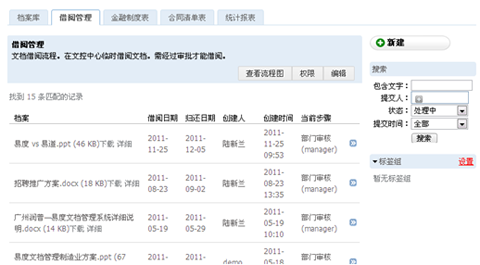 档案库 借阅管理 金融制度表 合同清单表 统计报表
借阅管理
文档借阅流程。在文控中心临时借阅文档。需经过审批才能借阅。
查看流程图 权限 编辑
找到 15 条匹配的记录
档案 借阅日期 归还日期 创建人 创建时间 当前步骤
易度 vs 易道.ppt (46 KB)下载 详细 2011-11-25 2011-12-05 陆新兰 2011-11-25 09:53 部门审核 (manager)
招聘推广方案.docx (18 KB)下载 详细 2011-08-23 2011-09-02 陆新兰 2011-08-23 13:35 部门审核 (manager)
广州润普—易度文档管理系统详细说
明.docx (14 KB)下载 详细 2011-05-19 2011-05-29 陆新兰 2011-05-19 10:10 部门审核 (manager)
易度文档管理制造业方案.ppt (67 2011- 2011- demo 2011-05-18 部门审核
新建
搜索
包含文字：
提交人：
状态： 处理中
提交时间： 全部
搜索
标签组 设置
暂无标签组